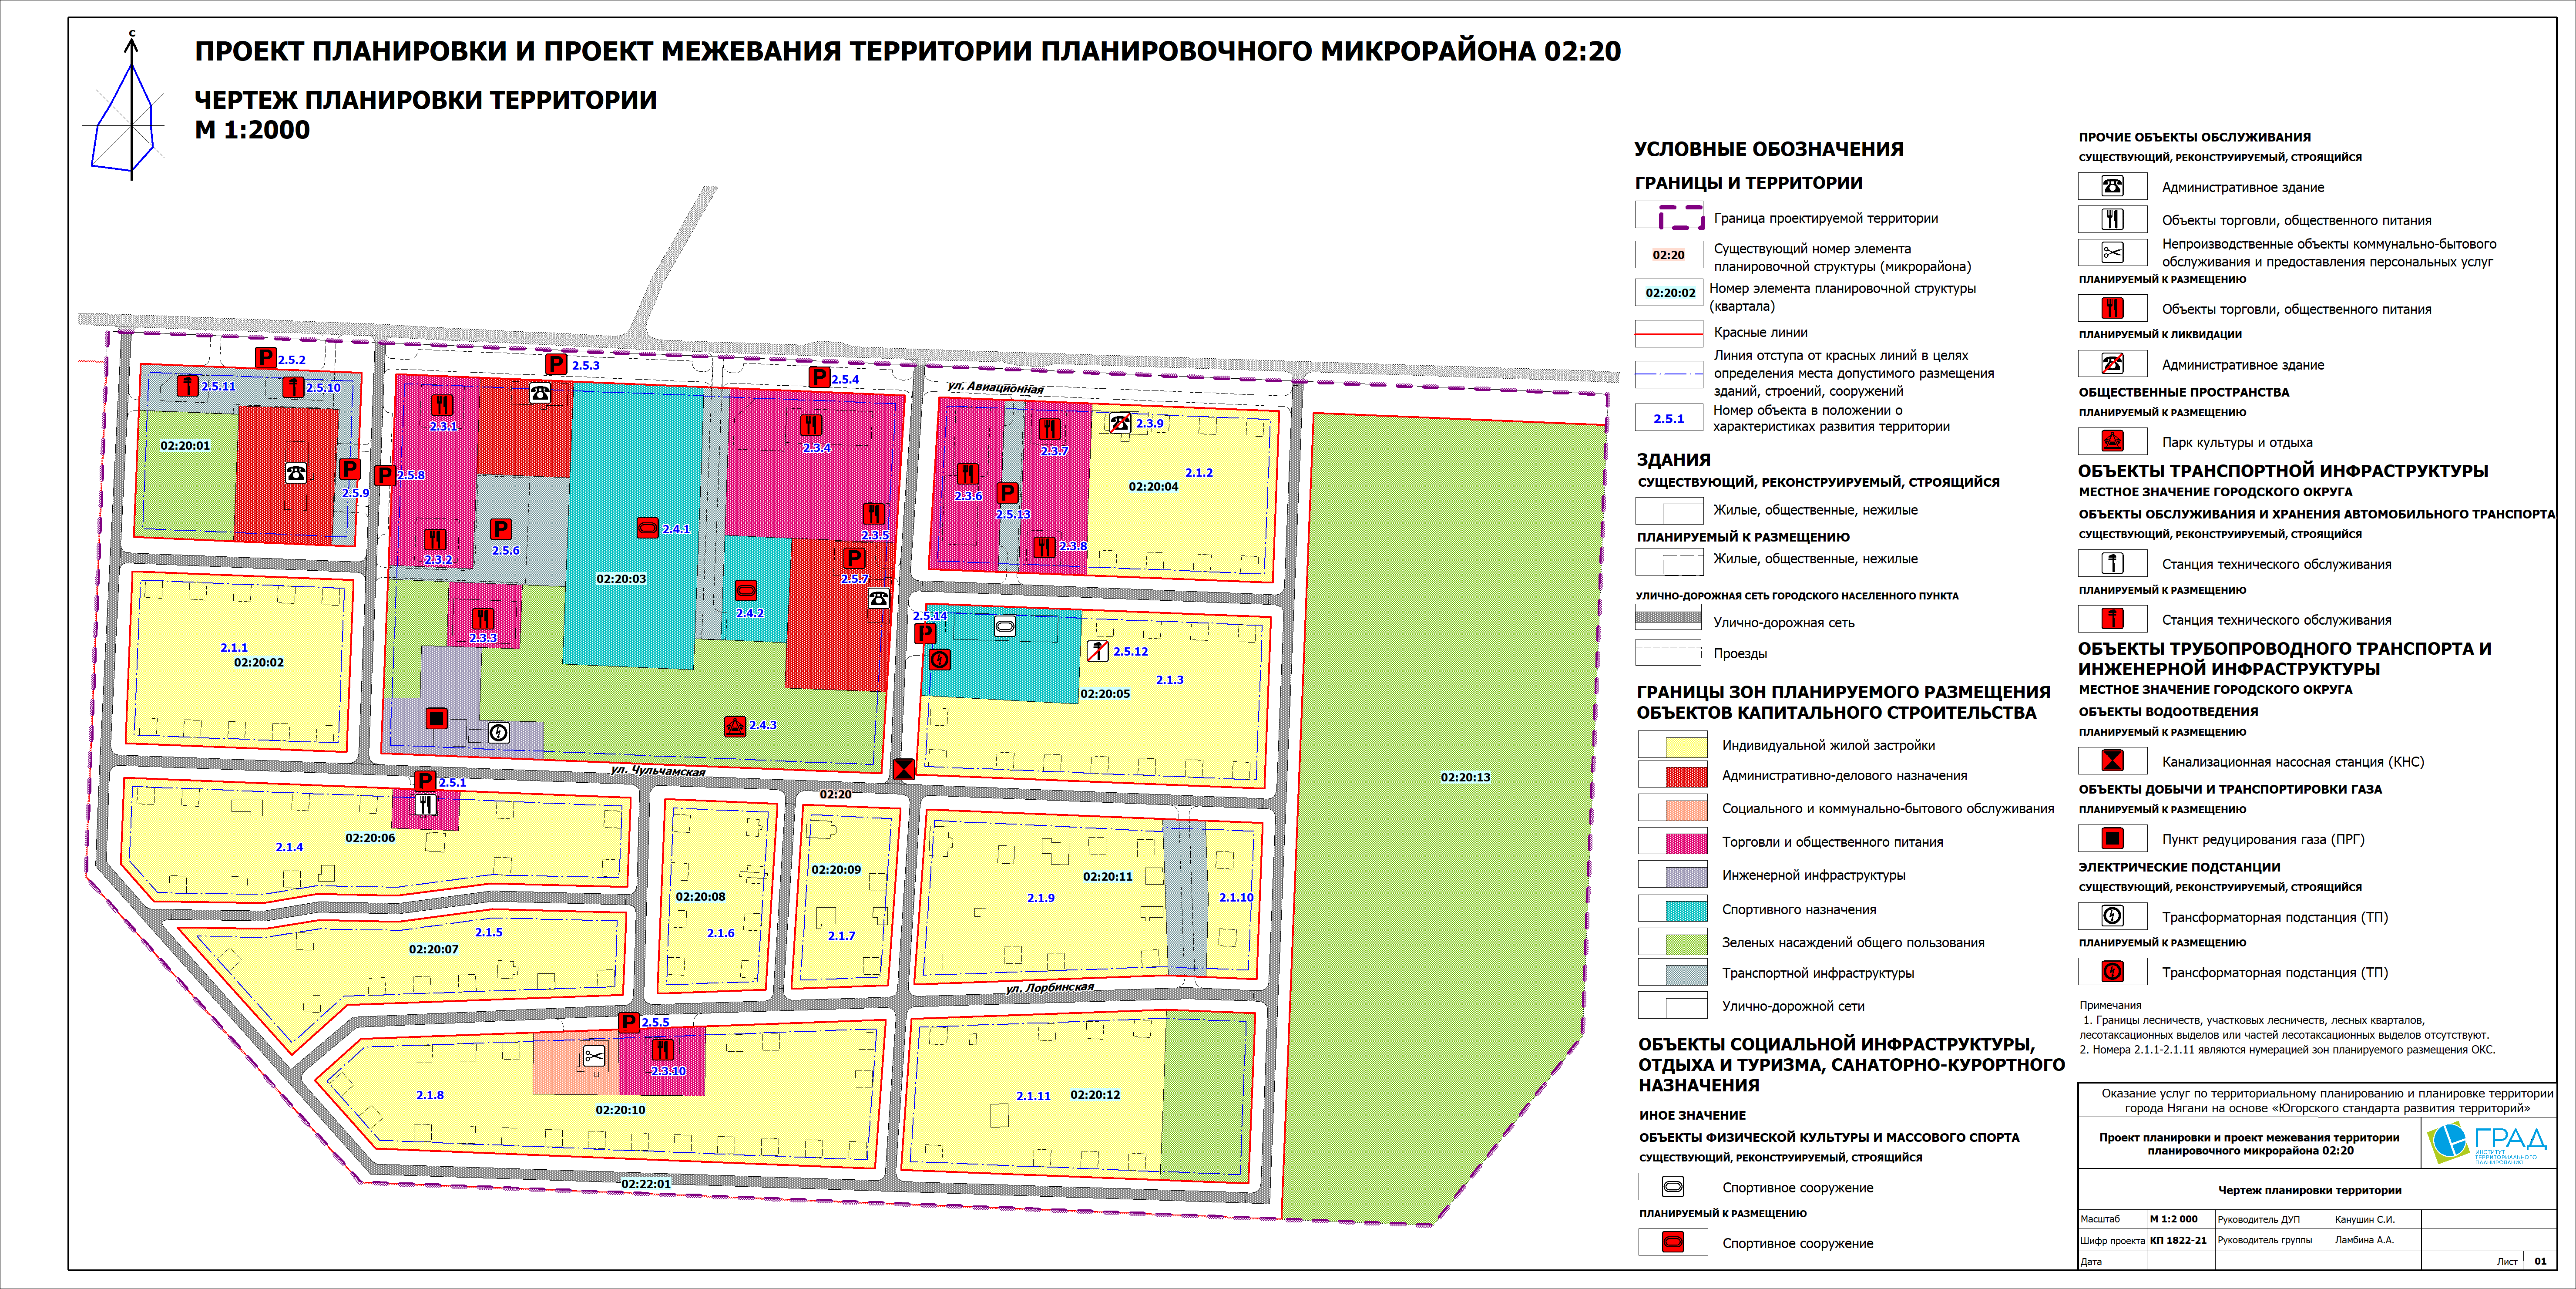 С
ПРОЕКТ ПЛАНИРОВКИ И ПРОЕКТ МЕЖЕВАНИЯ ТЕРРИТОРИИ ПЛАНИРОВОЧНОГО МИКРОРАЙОНА 02:20
ЧЕРТЕЖ ПЛАНИРОВКИ ТЕРРИТОРИИ
М 1:2000
P 2.5.2
P 2.5.3
P 2.5.4
2.5.11
2.5.10
ул. Авиационная
2.3.1
2.3.4
2.3.7
2.3.9
02:20:01
2.1.2
02:20:04
P
2.5.9
P 2.5.8
2.3.6
P
2.5.13
2.4.1
P
2.5.6
2.3.2
2.3.5
2.3.8
P
2.5.7
02:20:03
2.4.2
2.5.14
P
2.3.3
2.1.1
02:20:02
2.5.12
2.1.3
02:20:05
2.4.3
ул. Чульчамская
02:20:13
P 2.5.1
02:20
02:20:06
2.1.4
02:20:09
02:20:11
02:20:08
2.1.9
2.1.10
2.1.5
2.1.6
2.1.7
02:20:07
ул. Лорбинская
P 2.5.5
2.3.10
2.1.8
02:20:10
2.1.11
02:20:12
02:22:01
УСЛОВНЫЕ ОБОЗНАЧЕНИЯ
ГРАНИЦЫ И ТЕРРИТОРИИ
Граница проектируемой территории
02:20
Существующий номер элемента
планировочной структуры (микрорайона)
02:20:02
Номер элемента планировочной структуры
(квартала)
Красные линии
Линия отступа от красных линий в целях
определения места допустимого размещения
зданий, строений, сооружений
2.5.1
Номер объекта в положении о
характеристиках развития территории
ЗДАНИЯ
СУЩЕСТВУЮЩИЙ, РЕКОНСТРУИРУЕМЫЙ, СТРОЯЩИЙСЯ
Жилые, общественные, нежилые
ПЛАНИРУЕМЫЙ К РАЗМЕЩЕНИЮ
Жилые, общественные, нежилые
УЛИЧНО-ДОРОЖНАЯ СЕТЬ ГОРОДСКОГО НАСЕЛЕННОГО ПУНКТА
Улично-дорожная сеть
Проезды
ГРАНИЦЫ ЗОН ПЛАНИРУЕМОГО РАЗМЕЩЕНИЯ
ОБЪЕКТОВ КАПИТАЛЬНОГО СТРОИТЕЛЬСТВА
Индивидуальной жилой застройки
Административно-делового назначения
Социального и коммунально-бытового обслуживания
Торговли и общественного питания
Инженерной инфраструктуры
Спортивного назначения
Зеленых насаждений общего пользования
Транспортной инфраструктуры
Улично-дорожной сети
ОБЪЕКТЫ СОЦИАЛЬНОЙ ИНФРАСТРУКТУРЫ,
ОТДЫХА И ТУРИЗМА, САНАТОРНО-КУРОРТНОГО
НАЗНАЧЕНИЯ
ИНОЕ ЗНАЧЕНИЕ
ОБЪЕКТЫ ФИЗИЧЕСКОЙ КУЛЬТУРЫ И МАССОВОГО СПОРТА
СУЩЕСТВУЮЩИЙ, РЕКОНСТРУИРУЕМЫЙ, СТРОЯЩИЙСЯ
Спортивное сооружение
ПЛАНИРУЕМЫЙ К РАЗМЕЩЕНИЮ
Спортивное сооружение
ПРОЧИЕ ОБЪЕКТЫ ОБСЛУЖИВАНИЯ
СУЩЕСТВУЮЩИЙ, РЕКОНСТРУИРУЕМЫЙ, СТРОЯЩИЙСЯ
Административное здание
Объекты торговли, общественного питания
Непроизводственные объекты коммунально-бытового
обслуживания и предоставления персональных услуг
ПЛАНИРУЕМЫЙ К РАЗМЕЩЕНИЮ
Объекты торговли, общественного питания
ПЛАНИРУЕМЫЙ К ЛИКВИДАЦИИ
Административное здание
ОБЩЕСТВЕННЫЕ ПРОСТРАНСТВА
ПЛАНИРУЕМЫЙ К РАЗМЕЩЕНИЮ
Парк культуры и отдыха
ОБЪЕКТЫ ТРАНСПОРТНОЙ ИНФРАСТРУКТУРЫ
МЕСТНОЕ ЗНАЧЕНИЕ ГОРОДСКОГО ОКРУГА
ОБЪЕКТЫ ОБСЛУЖИВАНИЯ И ХРАНЕНИЯ АВТОМОБИЛЬНОГО ТРАНСПОРТА
СУЩЕСТВУЮЩИЙ, РЕКОНСТРУИРУЕМЫЙ, СТРОЯЩИЙСЯ
Станция технического обслуживания
ПЛАНИРУЕМЫЙ К РАЗМЕЩЕНИЮ
Станция технического обслуживания
ОБЪЕКТЫ ТРУБОПРОВОДНОГО ТРАНСПОРТА И
ИНЖЕНЕРНОЙ ИНФРАСТРУКТУРЫ
МЕСТНОЕ ЗНАЧЕНИЕ ГОРОДСКОГО ОКРУГА
ОБЪЕКТЫ ВОДООТВЕДЕНИЯ
ПЛАНИРУЕМЫЙ К РАЗМЕЩЕНИЮ
Канализационная насосная станция (КНС)
ОБЪЕКТЫ ДОБЫЧИ И ТРАНСПОРТИРОВКИ ГАЗА
ПЛАНИРУЕМЫЙ К РАЗМЕЩЕНИЮ
Пункт редуцирования газа (ПРГ)
ЭЛЕКТРИЧЕСКИЕ ПОДСТАНЦИИ
СУЩЕСТВУЮЩИЙ, РЕКОНСТРУИРУЕМЫЙ, СТРОЯЩИЙСЯ
Трансформаторная подстанция (ТП)
ПЛАНИРУЕМЫЙ К РАЗМЕЩЕНИЮ
Трансформаторная подстанция (ТП)
Примечания
1. Границы лесничеств, участковых лесничеств, лесных кварталов,
лесотаксационных выделов или частей лесотаксационных выделов отсутствуют.
2. Номера 2.1.1-2.1.11 являются нумерацией зон планируемого размещения ОКС.
Оказание услуг по территориальному планированию и планировке территории
города Нягани на основе «Югорского стандарта развития территорий»
Проект планировки и проект межевания территории
планировочного микрорайона 02:20
ГРАД
ИНСТИТУТ
ТЕРРИТОРИАЛЬНОГО
ПЛАНИРОВАНИЯ
Чертеж планировки территории
Масштаб М 1:2 000 Руководитель ДУП Канушин С.И.
Шифр проекта КП 1822-21 Руководитель группы Ламбина А.А.
Дата Лист 01